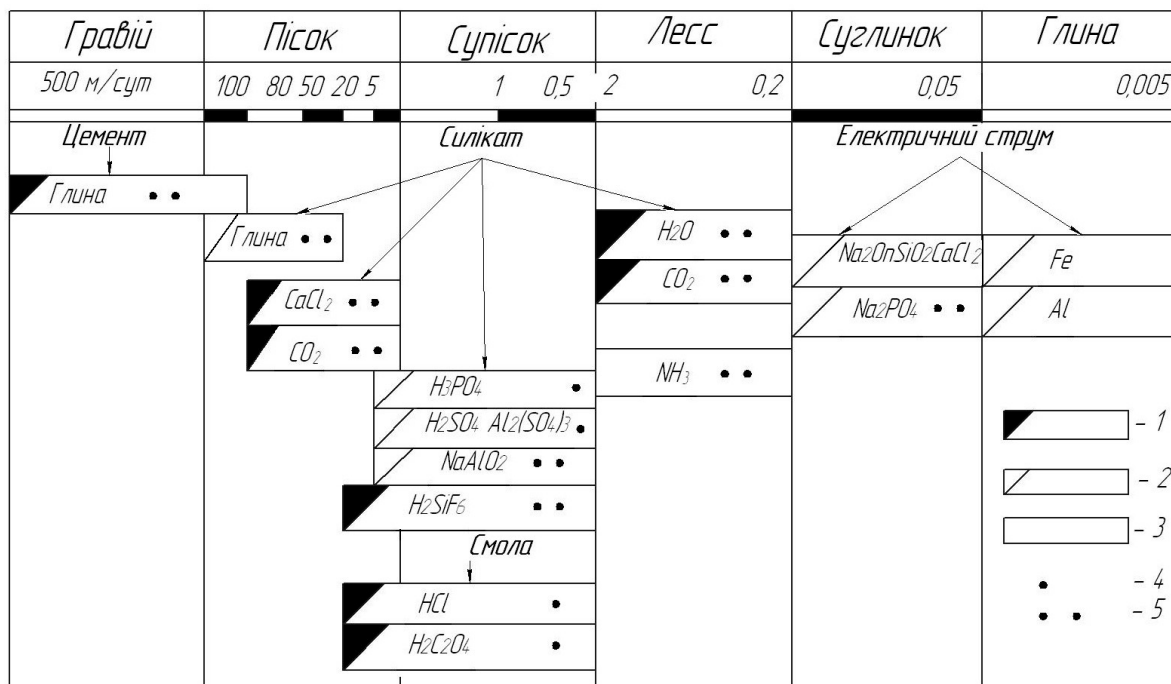 Гравій Пісок Супісок Лесс Суглинок Глина
500 м/сут 100 80 50 20 5 1 0,5 2 0,2 0,05 0,005
Цемент Силікат Електричний струм
Глина
Глина
H2O
Na2OnSiO2CaCl2 Fe
CO2
CaCl2
Na2PO4 Al
CO2
NH3
H3PO4
H2SO4 Al2(SO4)3
- 1
NaAlO2
- 2
H2SiF6
- 3
Смола
- 4
HCl
- 5
H2C2O4